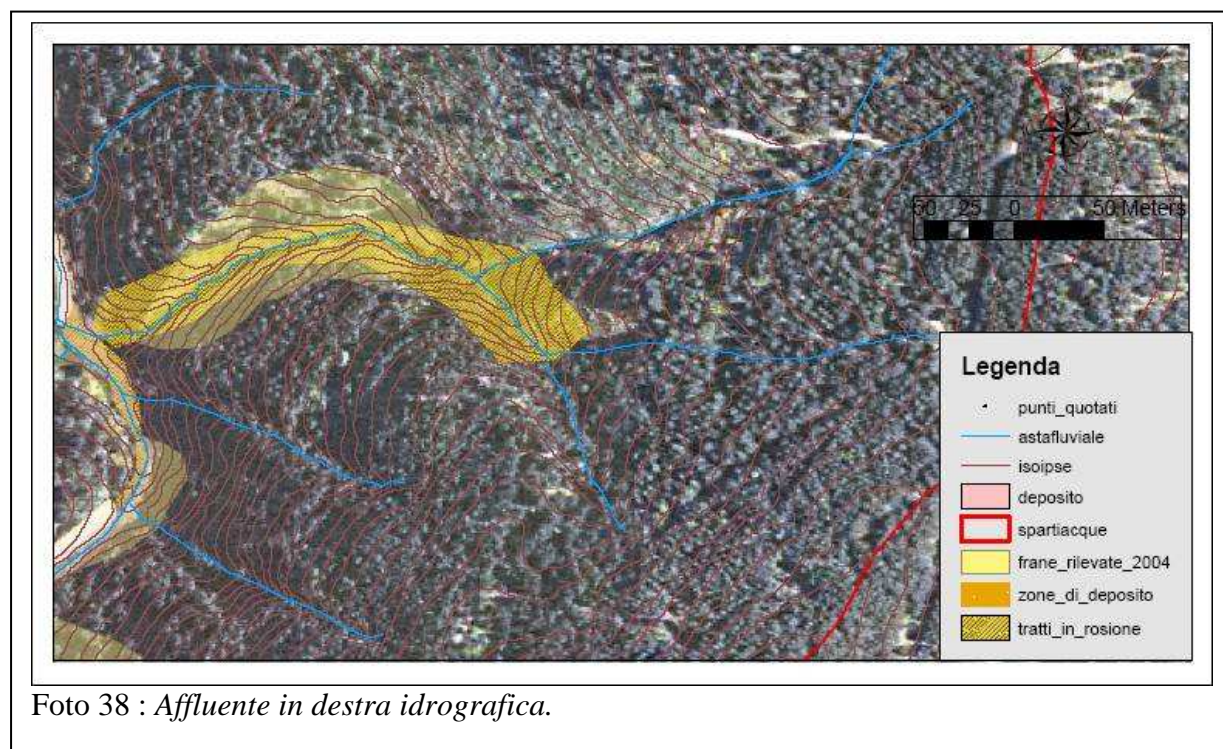 50 25 0 50 Meters
Legenda
punti_quotati
astafluviale
isoipse
deposito
spartiacque
frane_rilevate_2004
zone_di_deposito
tratti_in_rosione
Foto 38 : Affluente in destra idrografica.